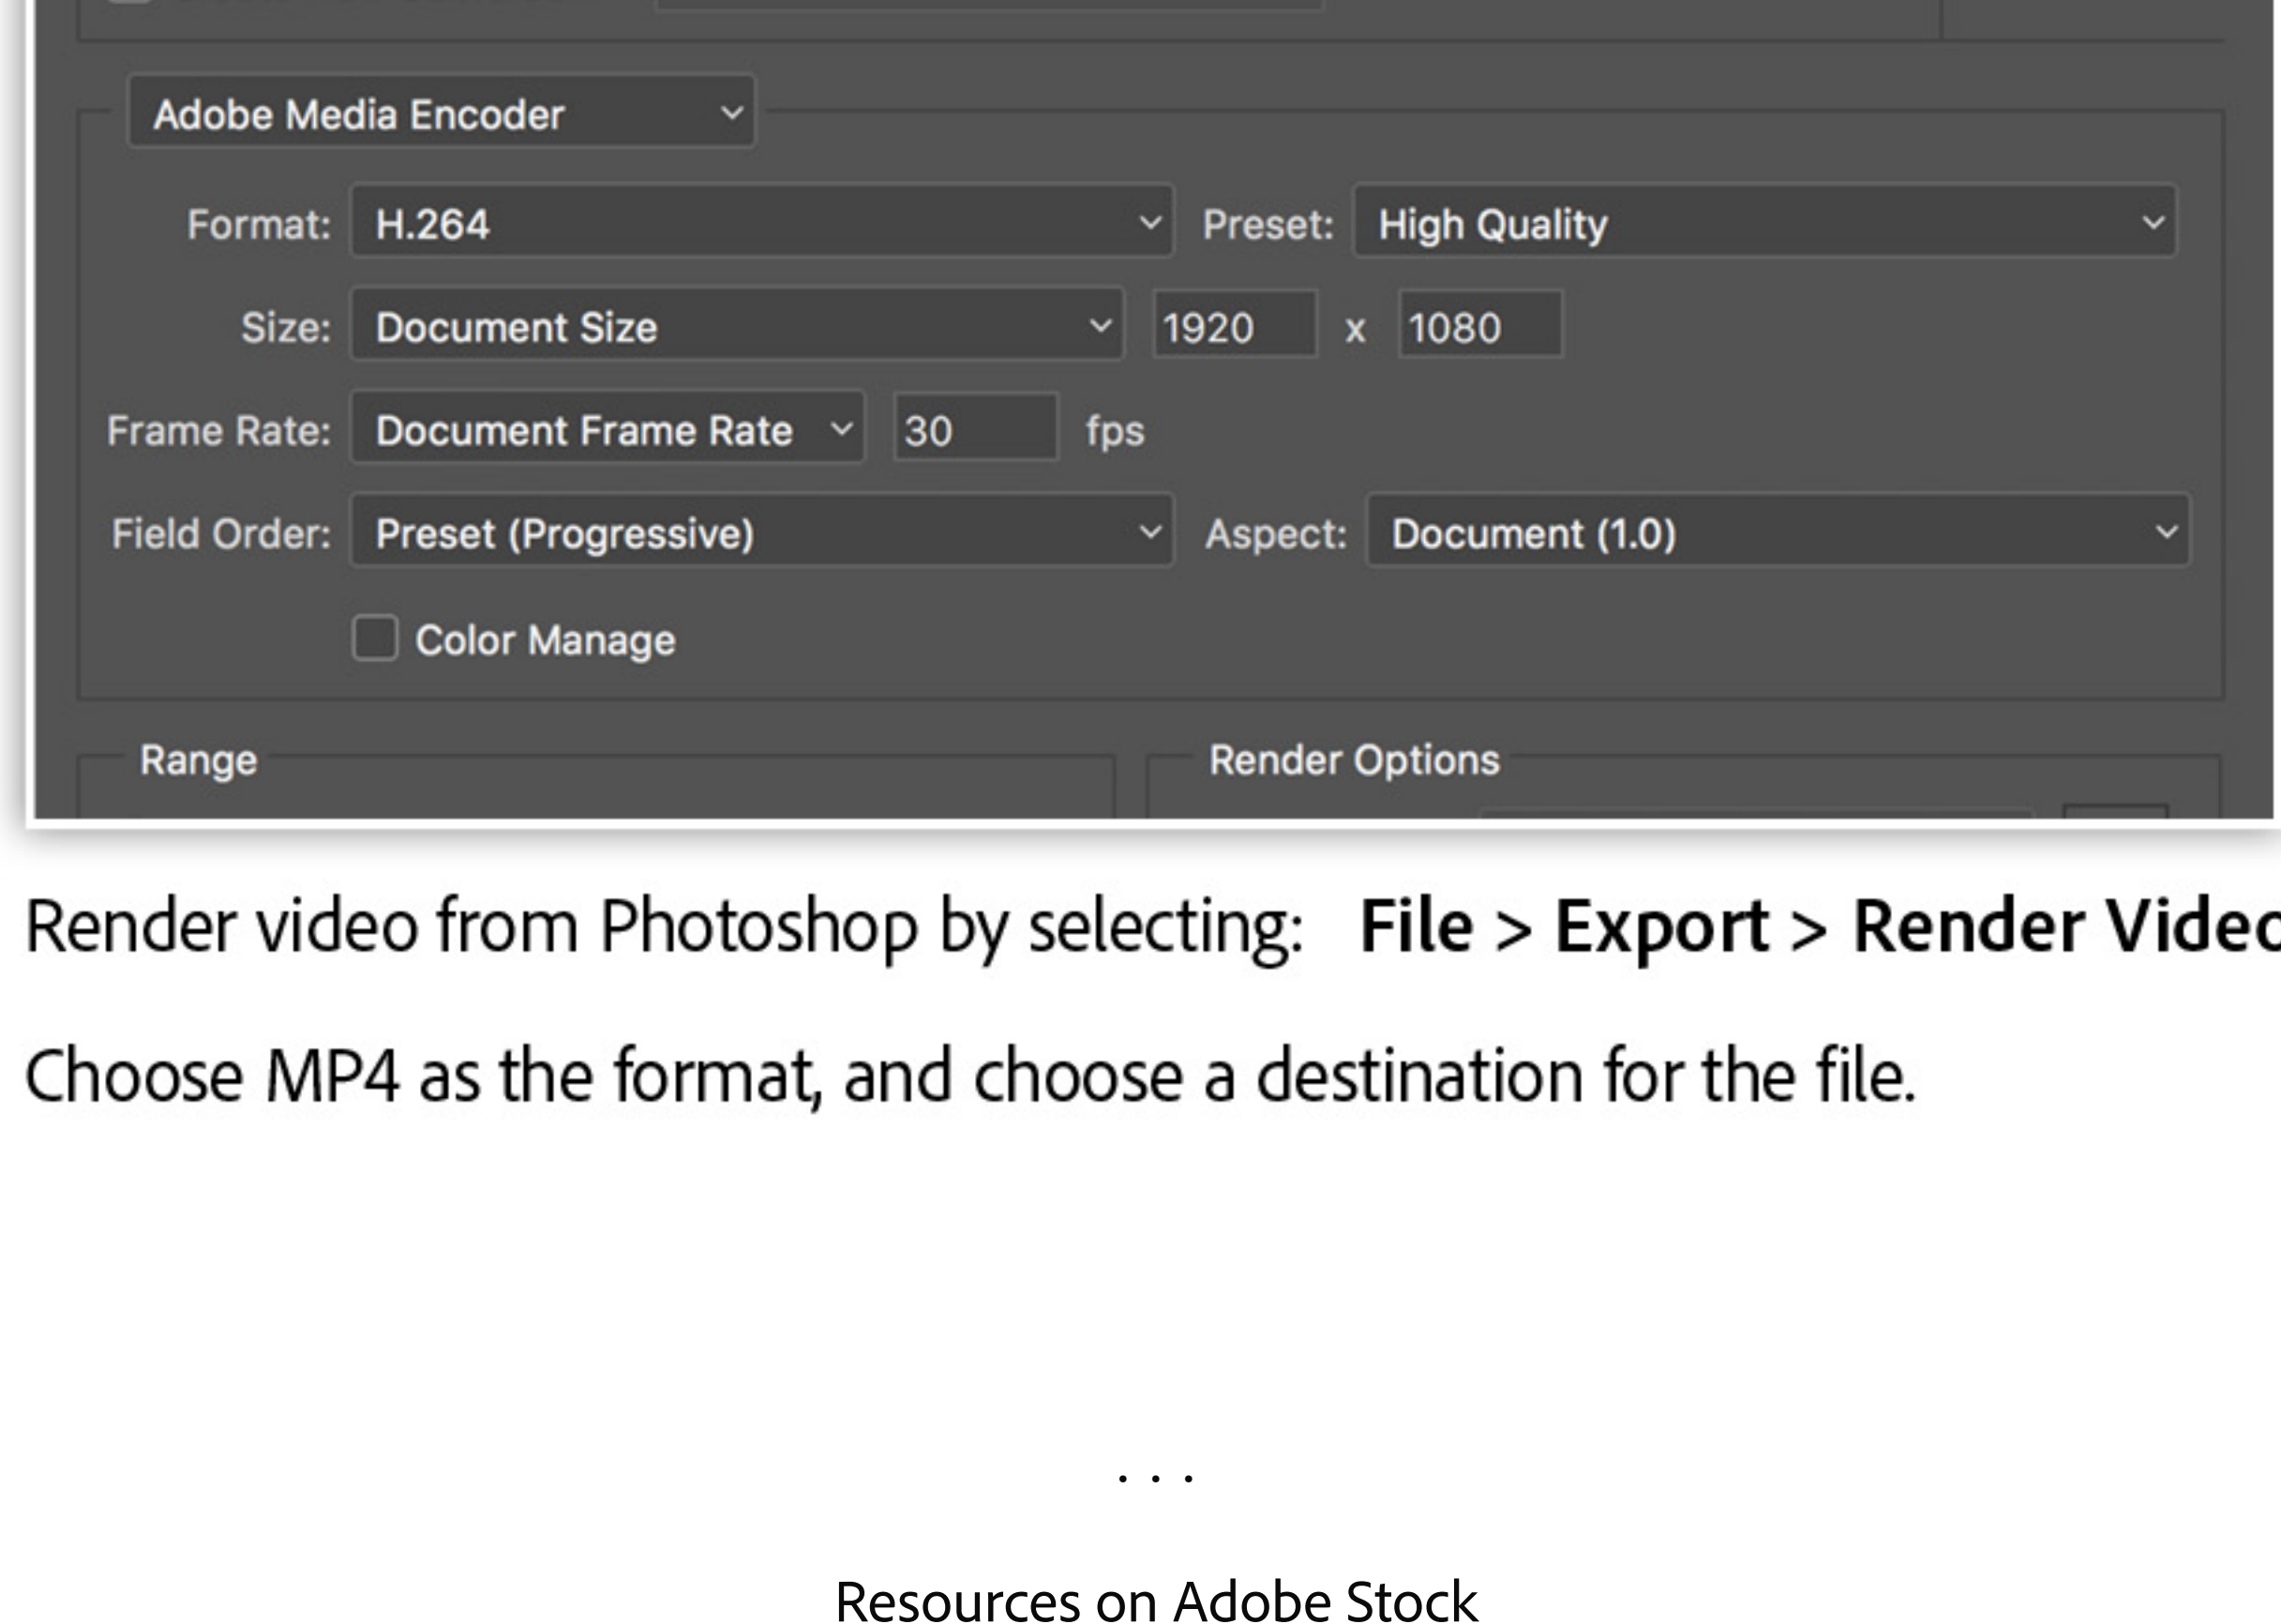 Adobe Media Encoder
Format: H.264 Preset: High Quality
Size: Document Size 1920 x 1080
Frame Rate: Document Frame Rate 30 fps
Field Order: Preset (Progressive) Aspect: Document (1.0)
Color Manage
Range Render Options
Render video from Photoshop by selecting: File > Export > Render Video
Choose MP4 as the format, and choose a destination for the file.
. . .
Resources on Adobe Stock